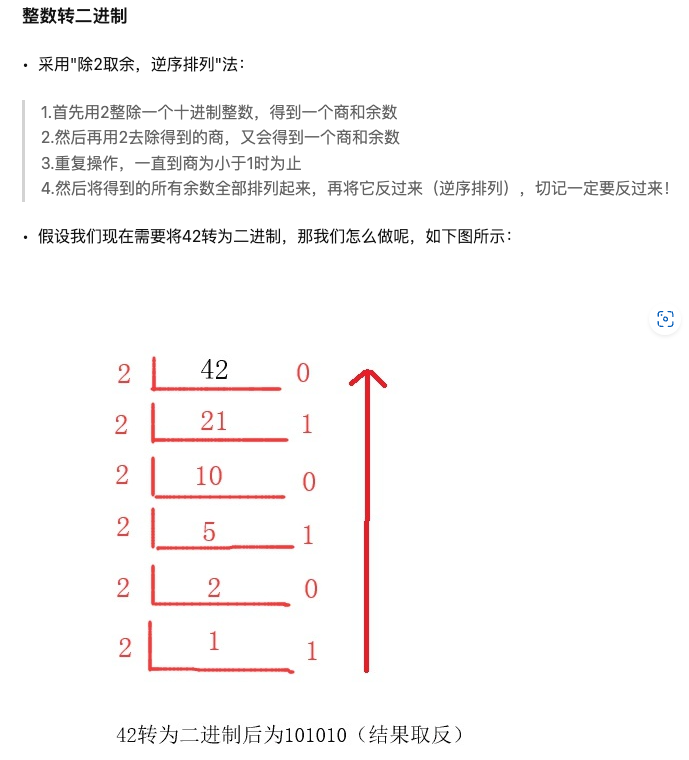 整数转二进制
• 采用"除2取余，逆序排列"法：
1.首先用2整除一个十进制整数，得到一个商和余数
2.然后再用2去除得到的商，又会得到一个商和余数
3.重复操作，一直到商为小于1时为止
4.然后将得到的所有余数全部排列起来，再将它反过来（逆序排列），切记一定要反过来！
• 假设我们现在需要将42转为二进制，那我们怎么做呢，如下图所示：
2 42 0
2 21 1
2 10 0
2 5 1
2 2 0
2 1 1
42转为二进制后为101010（结果取反）